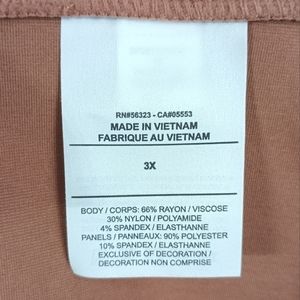 RN#56323 - CA#05553
MADE IN VIETNAM
FABRIQUE AU VIETNAM
3X
BODY / CORPS: 66% RAYON / VISCOSE
30% NYLON / POLYAMIDE
4% SPANDEX / ELASTHANNE
PANELS / PANNEAUX: 90% POLYESTER
10% SPANDEX / ELASTHANNE
EXCLUSIVE OF DECORATION /
DECORATION NON COMPRISE